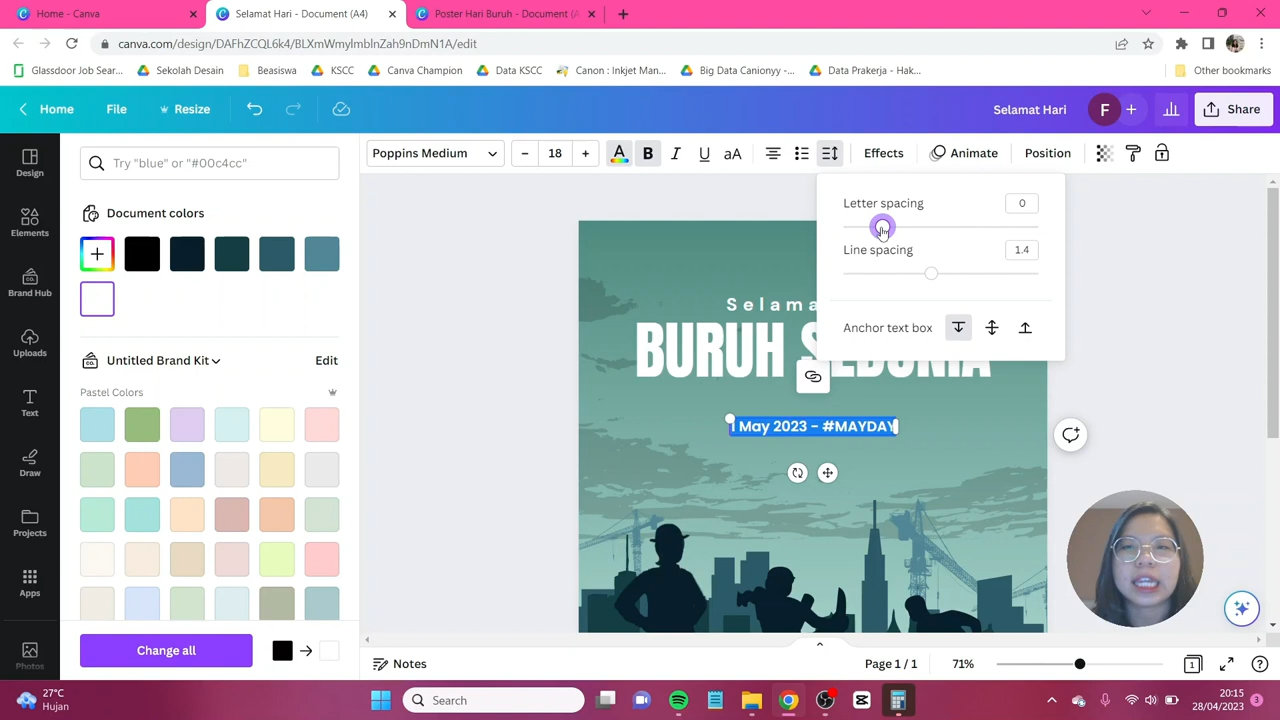 Home - Canva
Selamat Hari - Document (A4)
Poster Hari Buruh - Document (A
canva.com/design/DAFhZCQL6k4/BLXmWmylmblnZah9nDmN1A/edit
Glassdoor Job Sear...
Sekolah Desain
Beasiswa
KSCC
Canva Champion
Data KSCC
Canon : Inkjet Man...
Big Data Canionyy -...
Data Prakerja - Hak...
Other bookmarks
Home
File
Resize
Selamat Hari
F
Share
Design
Elements
Brand Hub
Uploads
Text
Draw
Projects
Apps
Photos
Try "blue" or "#00c4cc"
Document colors
Untitled Brand Kit
Edit
Pastel Colors
Change all
Poppins Medium
18
A
B
I
U
aA
Effects
Animate
Position
Letter spacing
0
Line spacing
1.4
Anchor text box
Selama
BURUH SEDUNIA
1 May 2023 - #MAYDAY
Notes
Page 1 / 1
71%
1
27°C
Hujan
Search
20:15
28/04/2023
3